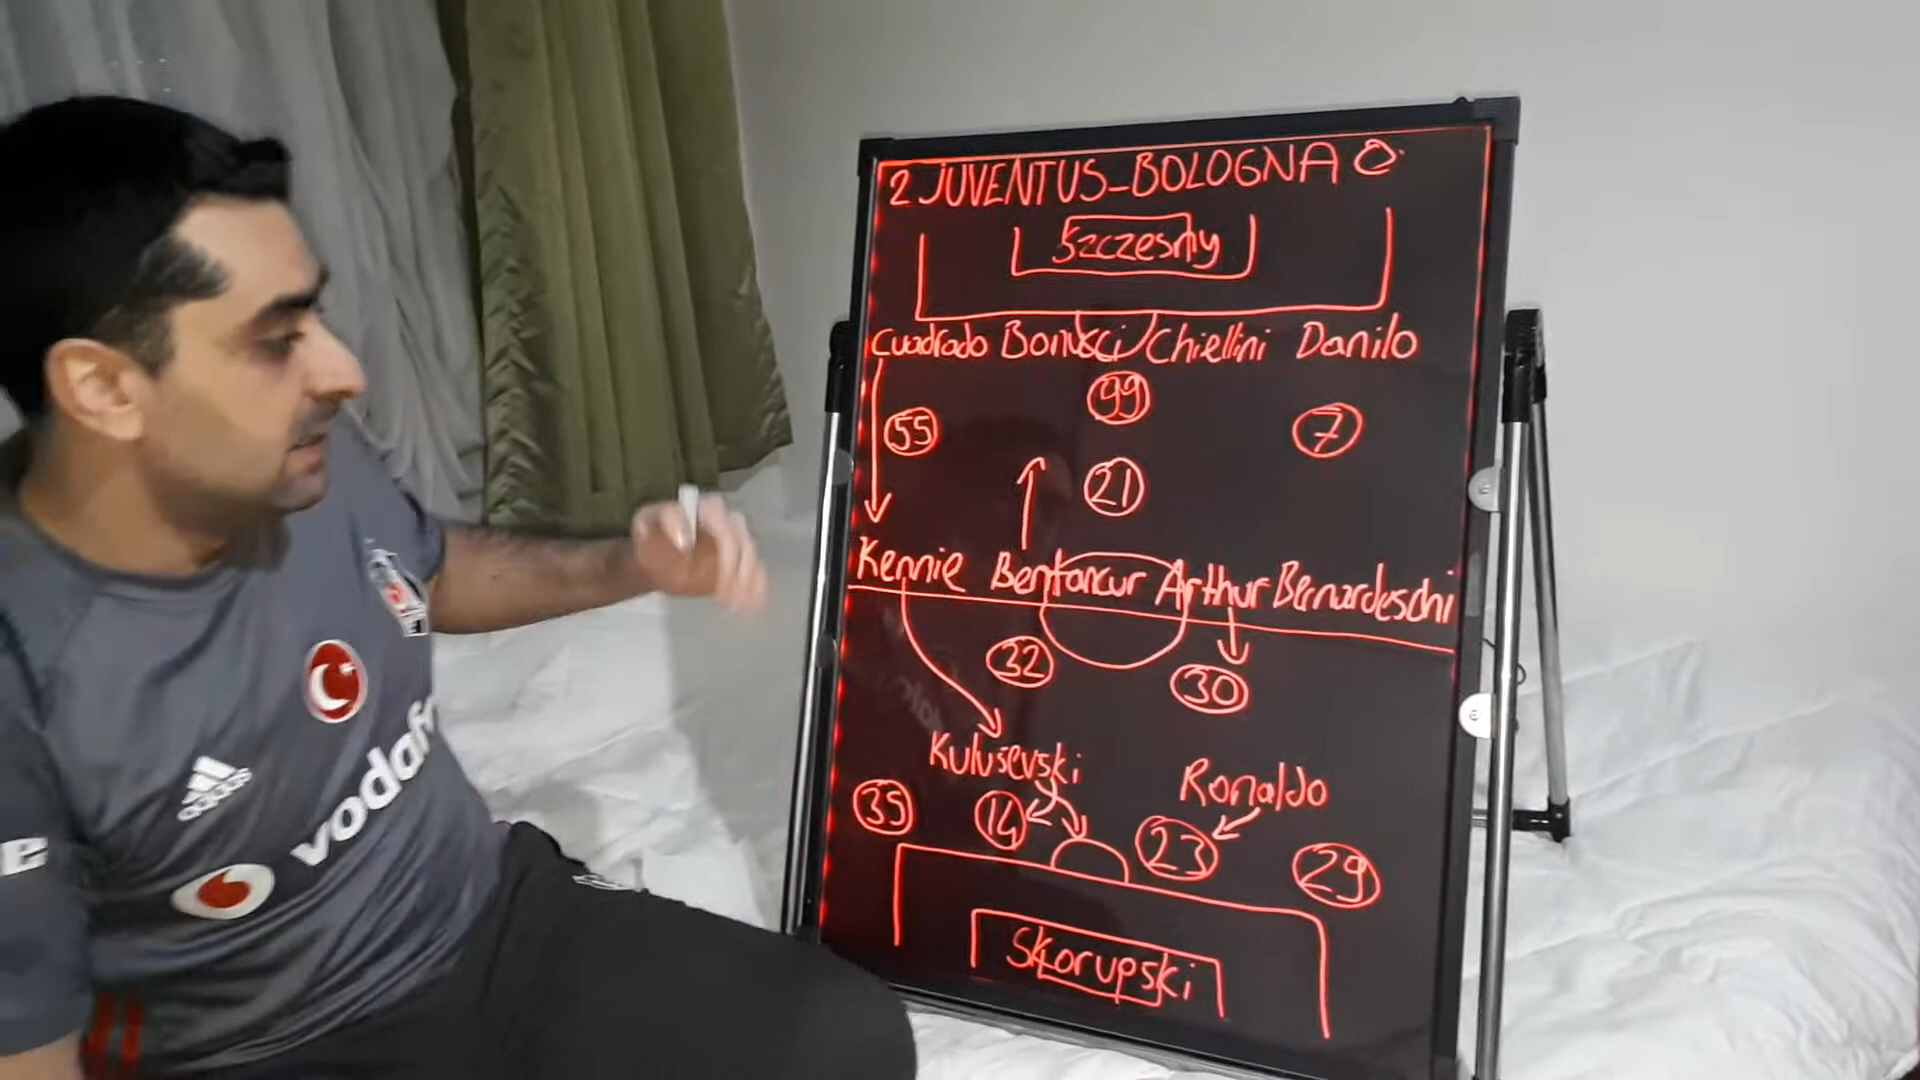 2 JUVENTUS-BOLOGNA 0
Szczesny
Cuadrado Bonucci Chiellini Danilo
99
55
7
21
Kennie Bentancur Arthur Bernardeschi
32
30
Kulusevski
Ronaldo
35
14
23
29
Skorupski
adidas
vodaf
e